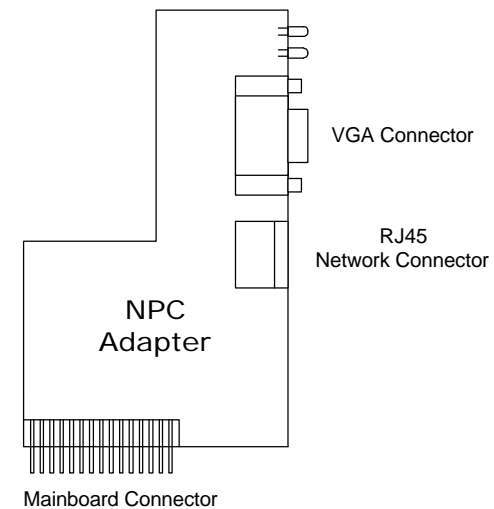 VGA Connector
RJ45
Network Connector
NPC
Adapter
Mainboard Connector